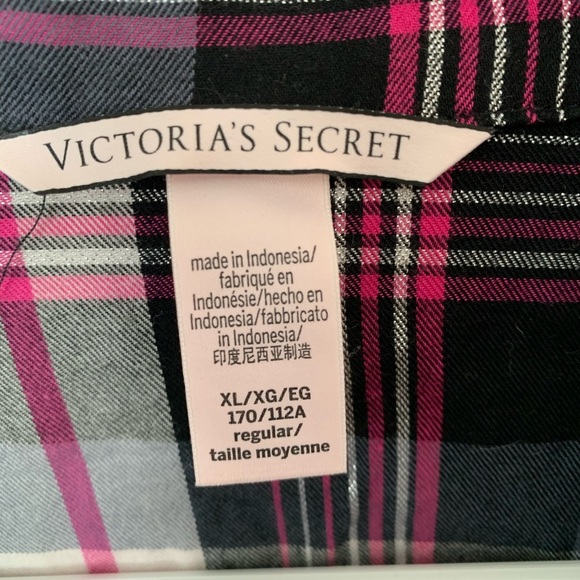 VICTORIA'S SECRET
made in Indonesia/
fabriqué en
Indonésie/hecho en
Indonesia/fabbricato
in Indonesia/
印度尼西亚制造
XL/XG/EG
170/112A
regular/
taille moyenne